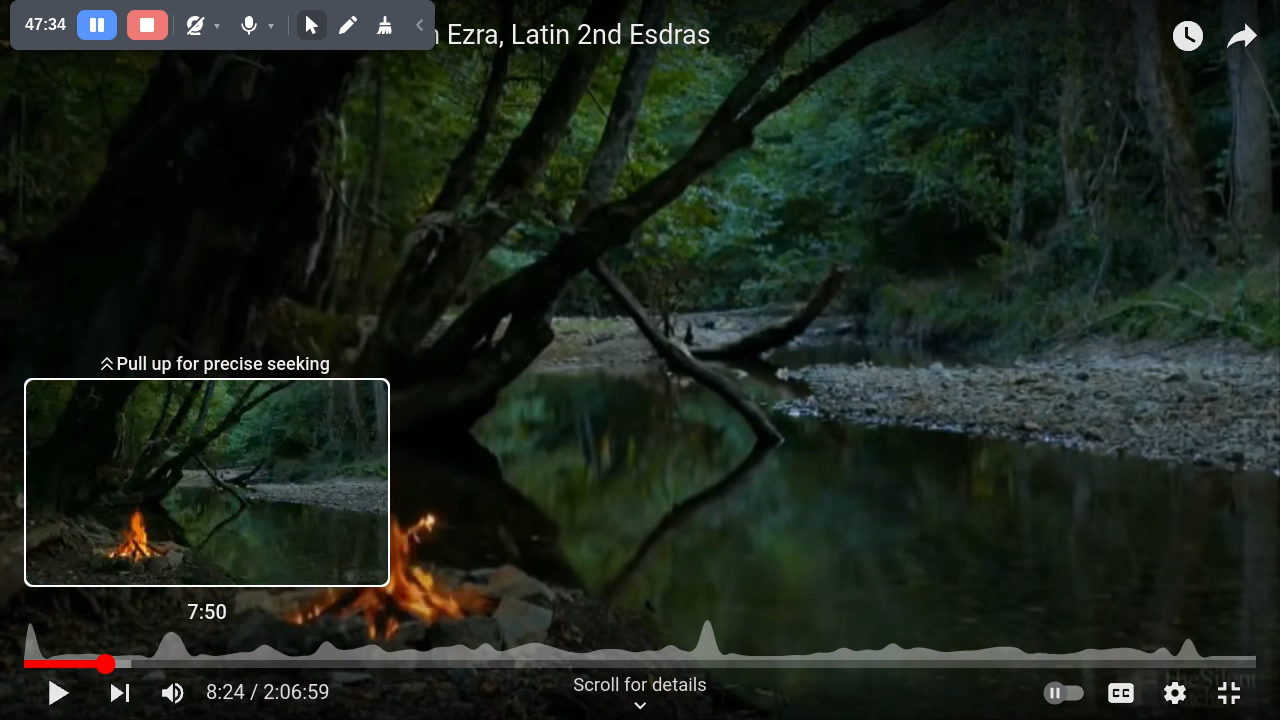 47:34
Ezra, Latin 2nd Esdras
Pull up for precise seeking
7:50
8:24 / 2:06:59
Scroll for details
CC